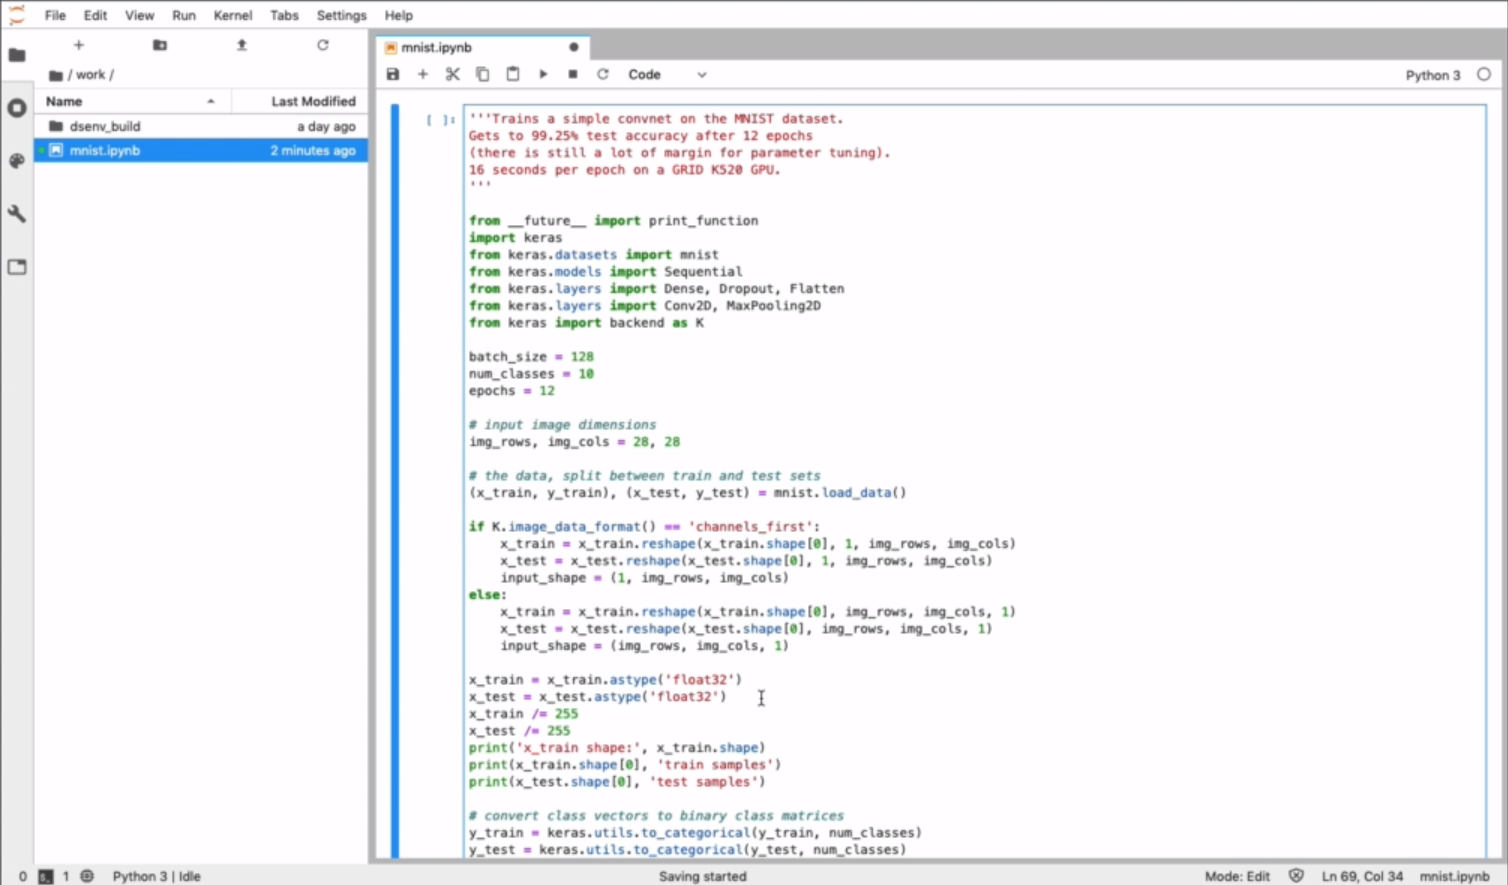 File Edit View Run Kernel Tabs Settings Help
/ work /
Name Last Modified
dsenv_build a day ago
mnist.ipynb 2 minutes ago
mnist.ipynb
Code
Python 3
[ ]:
'''Trains a simple convnet on the MNIST dataset.
Gets to 99.25% test accuracy after 12 epochs
(there is still a lot of margin for parameter tuning).
16 seconds per epoch on a GRID K520 GPU.
'''
from __future__ import print_function
import keras
from keras.datasets import mnist
from keras.models import Sequential
from keras.layers import Dense, Dropout, Flatten
from keras.layers import Conv2D, MaxPooling2D
from keras import backend as K
batch_size = 128
num_classes = 10
epochs = 12
# input image dimensions
img_rows, img_cols = 28, 28
# the data, split between train and test sets
(x_train, y_train), (x_test, y_test) = mnist.load_data()
if K.image_data_format() == 'channels_first':
    x_train = x_train.reshape(x_train.shape[0], 1, img_rows, img_cols)
    x_test = x_test.reshape(x_test.shape[0], 1, img_rows, img_cols)
    input_shape = (1, img_rows, img_cols)
else:
    x_train = x_train.reshape(x_train.shape[0], img_rows, img_cols, 1)
    x_test = x_test.reshape(x_test.shape[0], img_rows, img_cols, 1)
    input_shape = (img_rows, img_cols, 1)
x_train = x_train.astype('float32')
x_test = x_test.astype('float32')
x_train /= 255
x_test /= 255
print('x_train shape:', x_train.shape)
print(x_train.shape[0], 'train samples')
print(x_test.shape[0], 'test samples')
# convert class vectors to binary class matrices
y_train = keras.utils.to_categorical(y_train, num_classes)
y_test = keras.utils.to_categorical(y_test, num_classes)
0 1 Python 3 | Idle Saving started Mode: Edit Ln 69, Col 34 mnist.ipynb